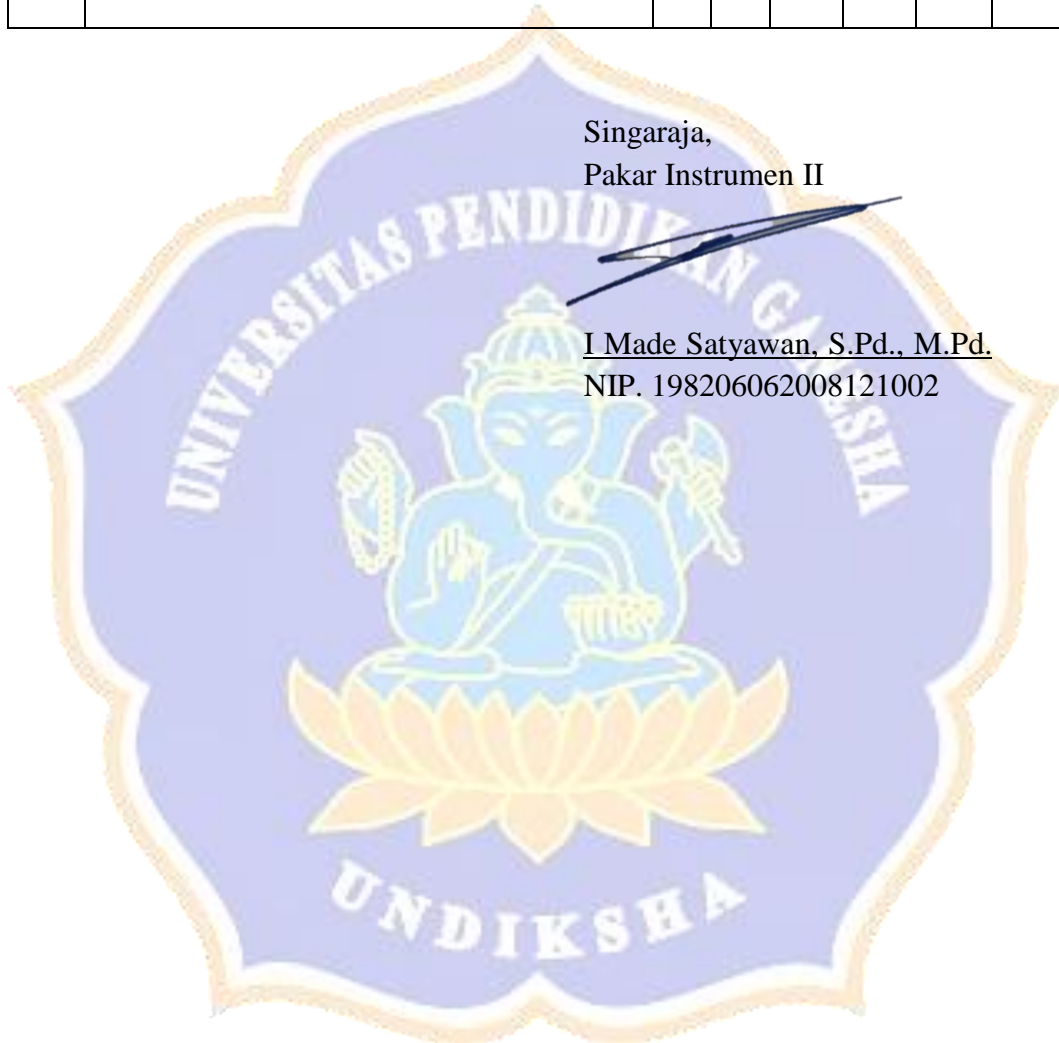 Singaraja,
Pakar Instrumen II
UNIVERSITAS PENDIDIKAN GANESHA
I Made Satyawan, S.Pd., M.Pd.
NIP. 198206062008121002
UNDIKSHA